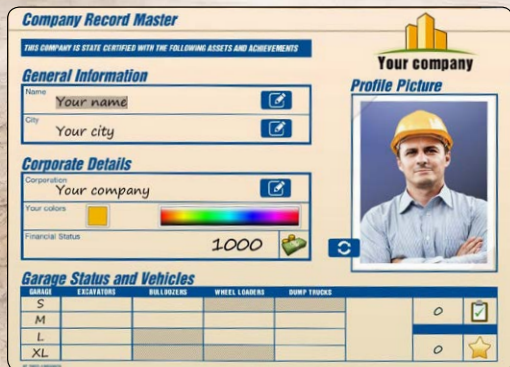 Company Record Master
THIS COMPANY IS STATE CERTIFIED WITH THE FOLLOWING ASSETS AND ACHIEVEMENTS
Your company
General Information
Name
Your name
City
Your city
Profile Picture
Corporate Details
Corporation
Your company
Your colors
Financial Status
1000
Garage Status and Vehicles
GARAGE EXCAVATORS BULLDOZERS WHEEL LOADERS DUMP TRUCKS
S
0
M
L
XL
0